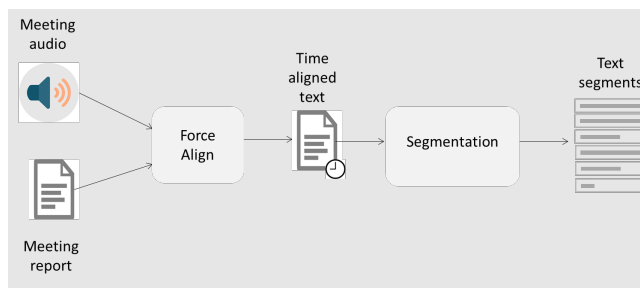 Meeting
audio
Time
aligned
text
Text
segments
Force
Align
Segmentation
Meeting
report